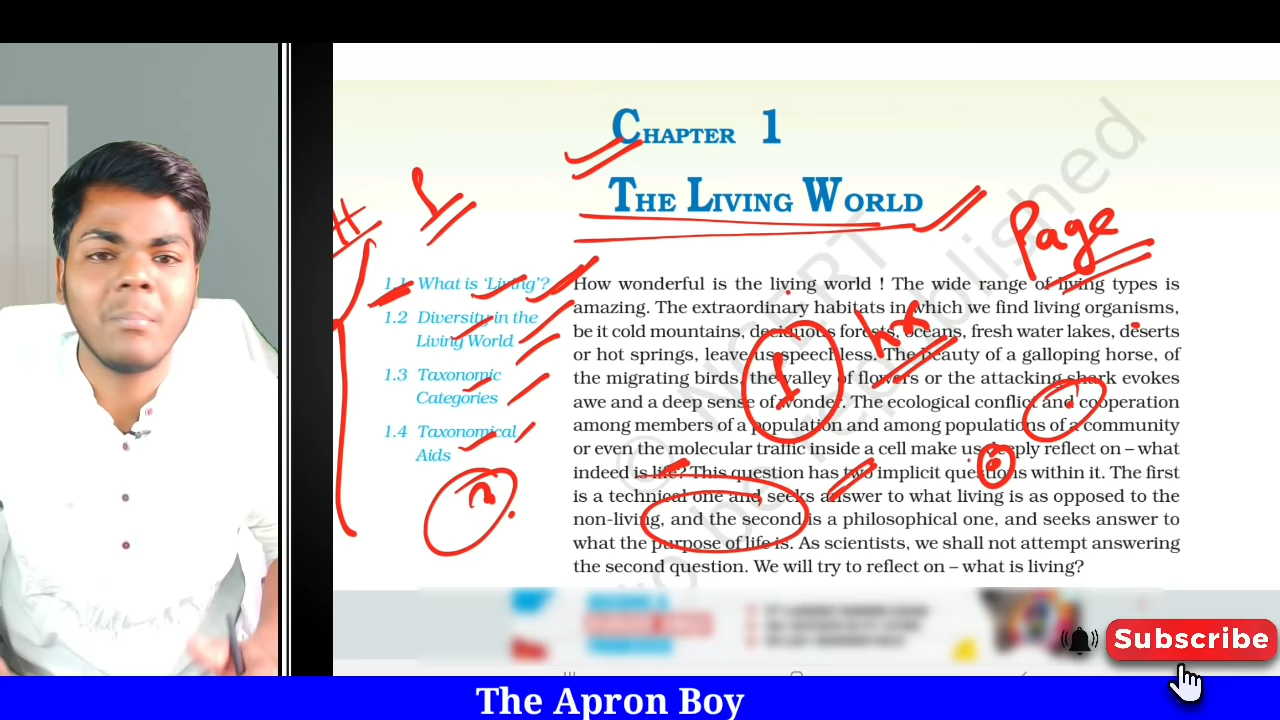 CHAPTER 1
THE LIVING WORLD
# 1
Page
1.1 What is ‘Living’?
1.2 Diversity in the
Living World
1.3 Taxonomic
Categories
1.4 Taxonomical
Aids
How wonderful is the living world ! The wide range of living types is
amazing. The extraordinary habitats in which we find living organisms,
be it cold mountains, deciduous forests, oceans, fresh water lakes, deserts
or hot springs, leave us speechless. The beauty of a galloping horse, of
the migrating birds, the valley of flowers or the attacking shark evokes
awe and a deep sense of wonder. The ecological conflict and cooperation
among members of a population and among populations of a community
or even the molecular traffic inside a cell make us deeply reflect on – what
indeed is life? This question has two implicit questions within it. The first
is a technical one and seeks answer to what living is as opposed to the
non-living, and the second is a philosophical one, and seeks answer to
what the purpose of life is. As scientists, we shall not attempt answering
the second question. We will try to reflect on – what is living?
1 hr
© NCERT
not to be republished
Subscribe
The Apron Boy